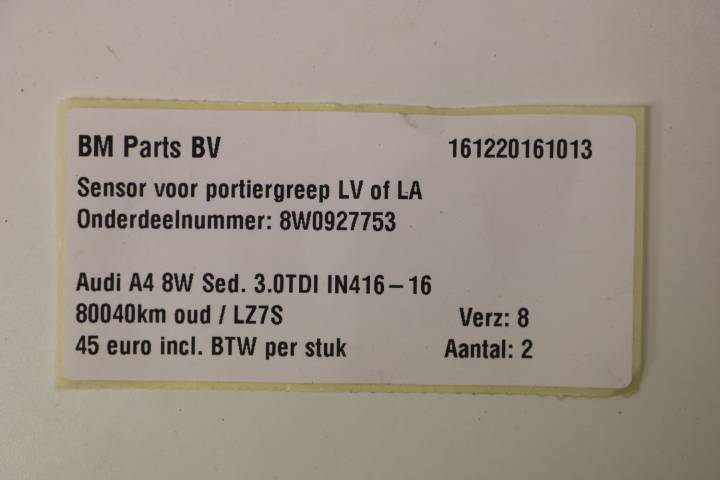 BM Parts BV 161220161013
Sensor voor portiergreep LV of LA
Onderdeelnummer: 8W0927753
Audi A4 8W Sed. 3.0TDI IN416-16
80040km oud / LZ7S Verz: 8
45 euro incl. BTW per stuk Aantal: 2